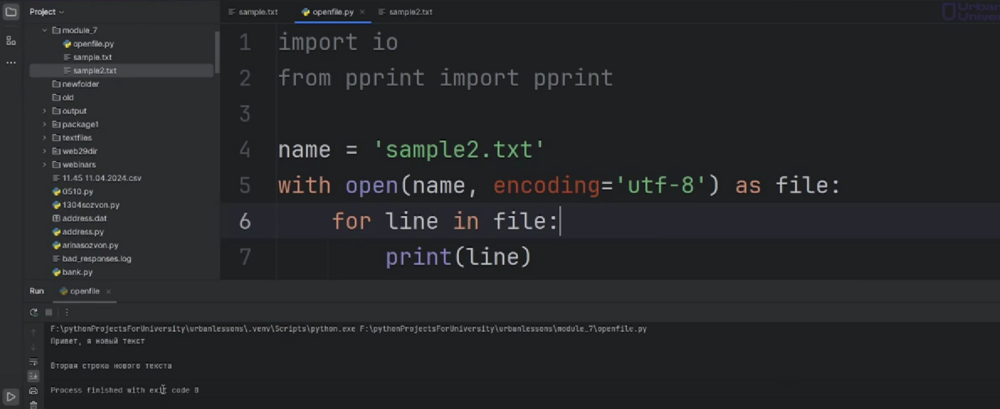 Project
sample.txt
openfile.py
sample2.txt
Urban
Univer
module_7
openfile.py
sample.txt
sample2.txt
newfolder
old
output
package1
textfiles
web29dir
webinars
11.45 11.04.2024.csv
0510.py
1304sozvon.py
address.dat
address.py
arinasozvon.py
bad_responses.log
bank.py
1 import io
2 from pprint import pprint
3
4 name = 'sample2.txt'
5 with open(name, encoding='utf-8') as file:
6 for line in file:
7 print(line)
Run openfile
F:\pythonProjectsForUniversity\urbanlessons\.venv\Scripts\python.exe F:\pythonProjectsForUniversity\urbanlessons\module_7\openfile.py
Привет, я новый текст
Вторая строка нового текста
Process finished with exit code 0